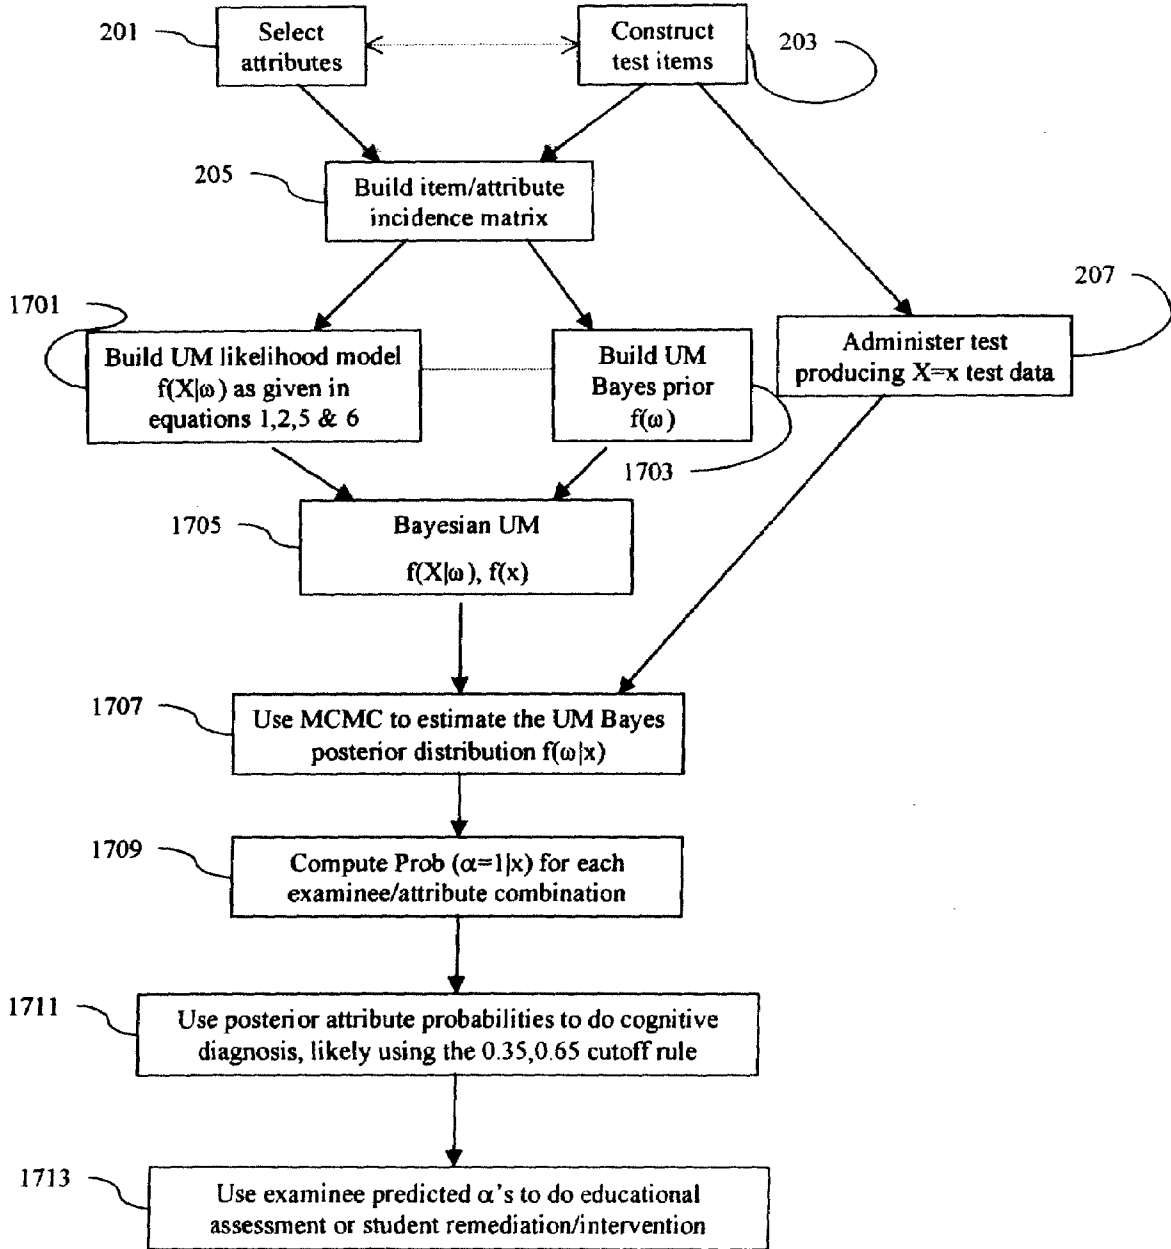 201
Select
attributes
Construct
test items
203
205
Build item/attribute
incidence matrix
207
1701
Build UM likelihood model
f(X|ω) as given in
equations 1,2,5 & 6
Build UM
Bayes prior
f(ω)
Administer test
producing X=x test data
1703
1705
Bayesian UM
f(X|ω), f(x)
1707
Use MCMC to estimate the UM Bayes
posterior distribution f(ω|x)
1709
Compute Prob (α=1|x) for each
examinee/attribute combination
1711
Use posterior attribute probabilities to do cognitive
diagnosis, likely using the 0.35,0.65 cutoff rule
1713
Use examinee predicted α's to do educational
assessment or student remediation/intervention